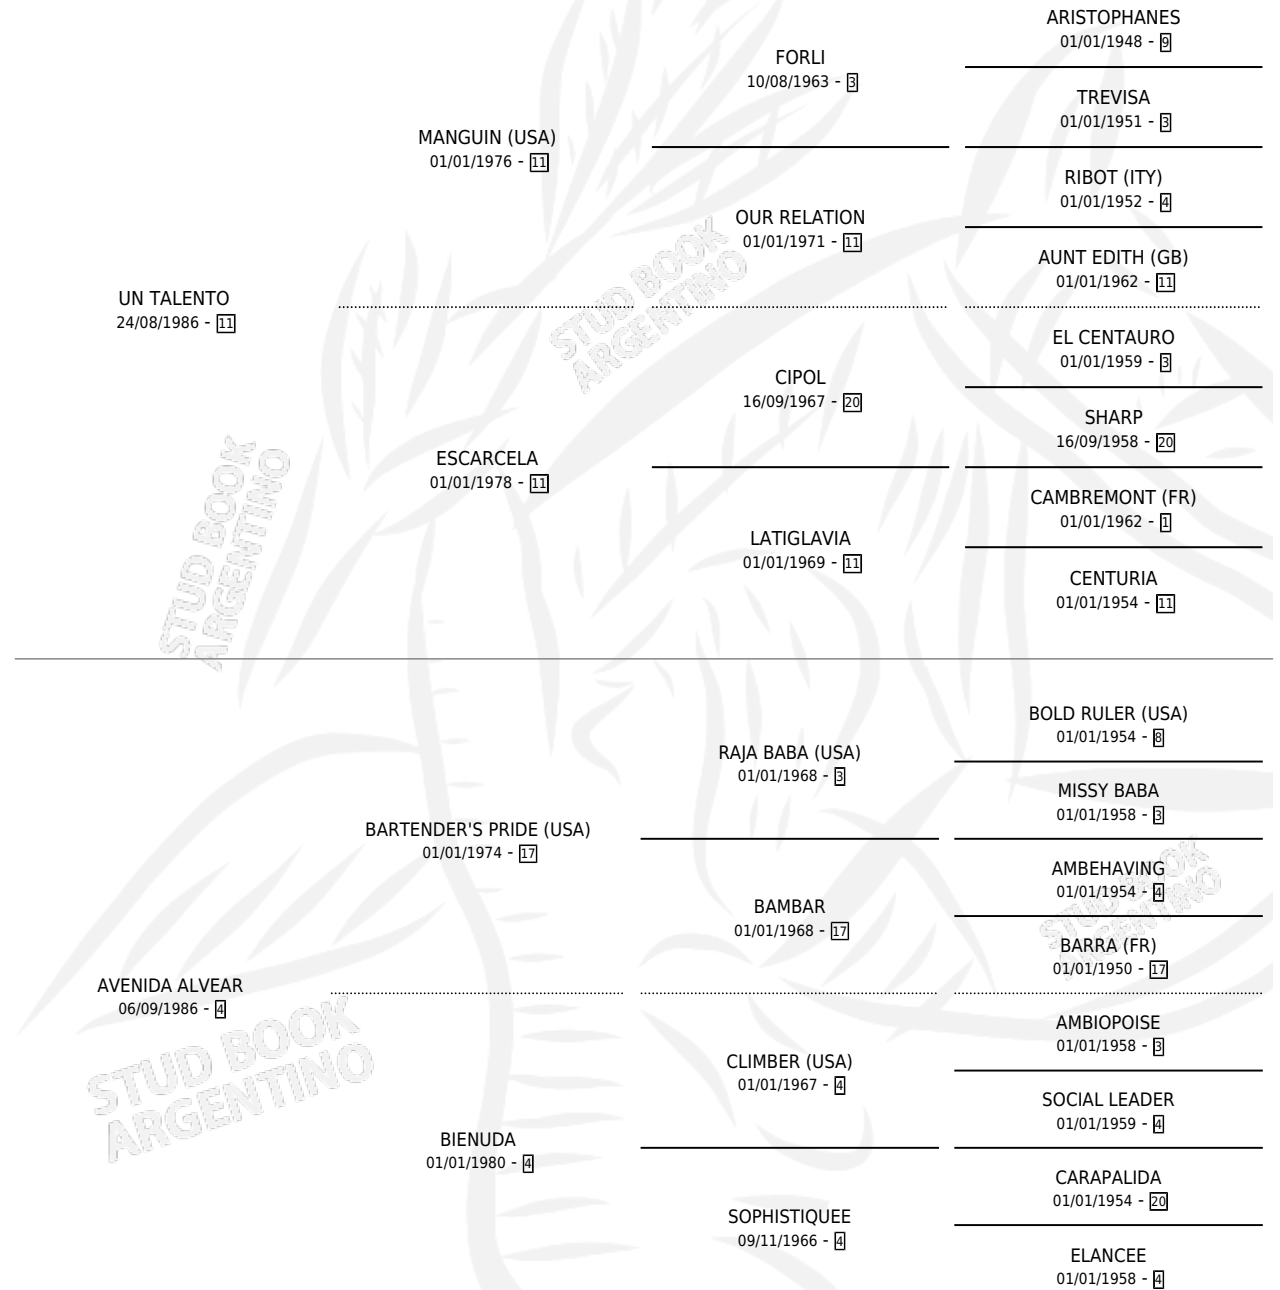 ARISTOPHANES
01/01/1948 - 9
FORLI
10/08/1963 - 3
TREVISA
01/01/1951 - 3
MANGUIN (USA)
01/01/1976 - 11
RIBOT (ITY)
01/01/1952 - 4
OUR RELATION
01/01/1971 - 11
AUNT EDITH (GB)
01/01/1962 - 11
UN TALENTO
24/08/1986 - 11
STUD BOOK
ARGENTINO
EL CENTAURO
01/01/1959 - 3
CIPOL
16/09/1967 - 20
SHARP
16/09/1958 - 20
ESCARCELA
01/01/1978 - 11
CAMBREMONT (FR)
01/01/1962 - 1
LATIGLAVIA
01/01/1969 - 11
CENTURIA
01/01/1954 - 11
STUD BOOK
ARGENTINO
BOLD RULER (USA)
01/01/1954 - 8
RAJA BABA (USA)
01/01/1968 - 3
MISSY BABA
01/01/1958 - 3
BARTENDER'S PRIDE (USA)
01/01/1974 - 17
AMBEHAVING
01/01/1954 - 4
BAMBAR
01/01/1968 - 17
BARRA (FR)
01/01/1950 - 17
STUD BOOK
ARGENTINO
AVENIDA ALVEAR
06/09/1986 - 4
STUD BOOK
ARGENTINO
AMBIOPOISE
01/01/1958 - 3
CLIMBER (USA)
01/01/1967 - 4
SOCIAL LEADER
01/01/1959 - 4
BIENUDA
01/01/1980 - 4
CARAPALIDA
01/01/1954 - 20
SOPHISTIQUEE
09/11/1966 - 4
ELANCEE
01/01/1958 - 4